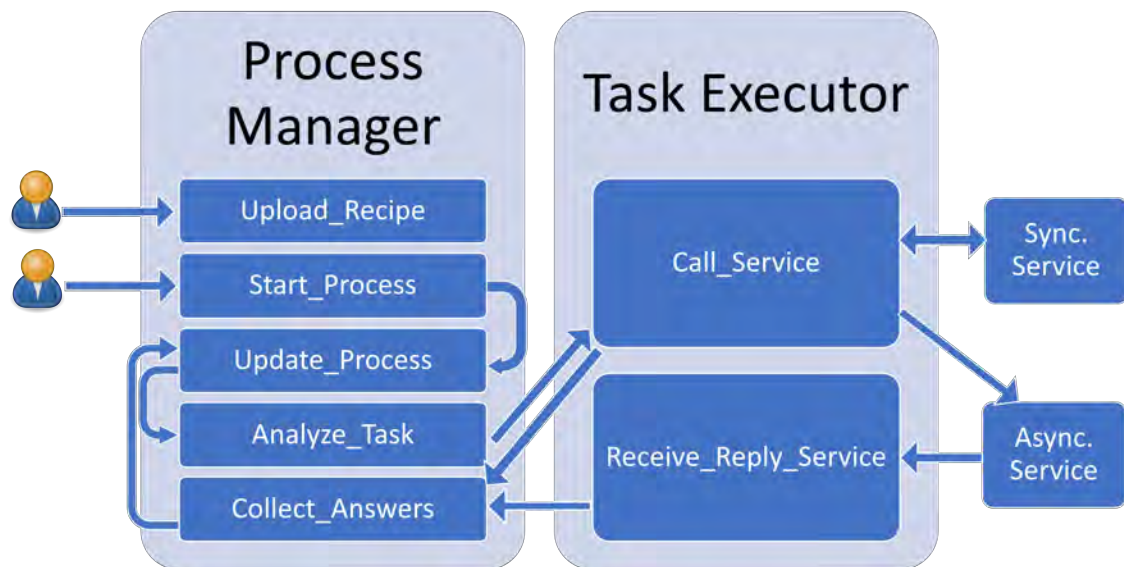 Process
Manager
Upload_Recipe
Start_Process
Update_Process
Analyze_Task
Collect_Answers
Task Executor
Call_Service
Receive_Reply_Service
Sync.
Service
Async.
Service